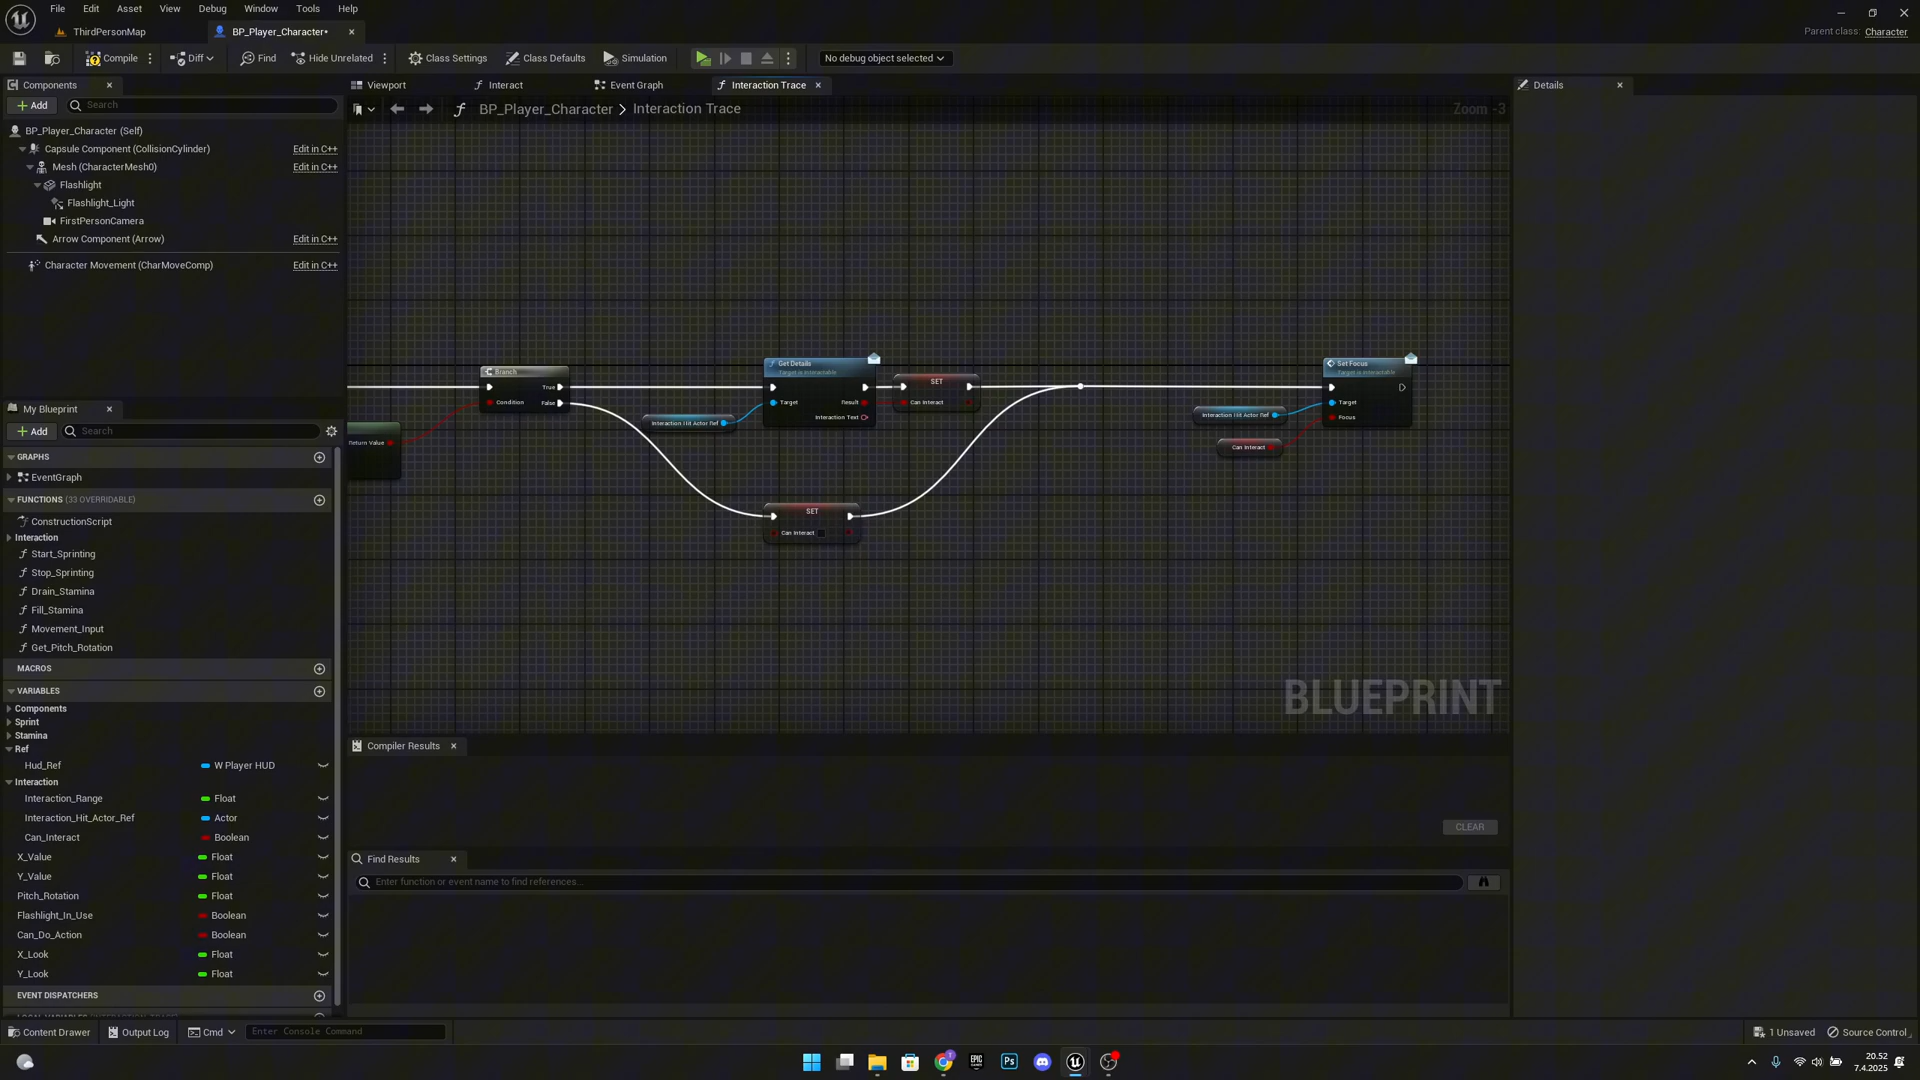 File Edit Asset View Debug Window Tools Help
ThirdPersonMap BP_Player_Character•
Parent class: Character
Compile Diff Find Hide Unrelated Class Settings Class Defaults Simulation No debug object selected
Components Viewport Interact Event Graph Interaction Trace Details
Add Search BP_Player_Character > Interaction Trace Zoom -3
BP_Player_Character (Self)
Capsule Component (CollisionCylinder) Edit in C++
Mesh (CharacterMesh0) Edit in C++
Flashlight
Flashlight_Light
FirstPersonCamera
Arrow Component (Arrow) Edit in C++
Character Movement (CharMoveComp) Edit in C++
Branch
True
Condition False
Return Value
Get Details
Target is Interactable
Target Result
Interaction Text
Interaction Hit Actor Ref
SET
Can Interact
SET
Can Interact
Interaction Hit Actor Ref
Can Interact
Set Focus
Target is Interactable
Target
Focus
BLUEPRINT
My Blueprint
Add Search
GRAPHS
EventGraph
FUNCTIONS (33 OVERRIDABLE)
ConstructionScript
Interaction
Start_Sprinting
Stop_Sprinting
Drain_Stamina
Fill_Stamina
Movement_Input
Get_Pitch_Rotation
MACROS
VARIABLES
Components
Sprint
Stamina
Ref
Hud_Ref W Player HUD
Interaction
Interaction_Range Float
Interaction_Hit_Actor_Ref Actor
Can_Interact Boolean
X_Value Float
Y_Value Float
Pitch_Rotation Float
Flashlight_In_Use Boolean
Can_Do_Action Boolean
X_Look Float
Y_Look Float
EVENT DISPATCHERS
Compiler Results
CLEAR
Find Results
Enter function or event name to find references...
Content Drawer Output Log Cmd Enter Console Command 1 Unsaved Source Control
EPIC GAMES Ps
20.52
7.4.2025